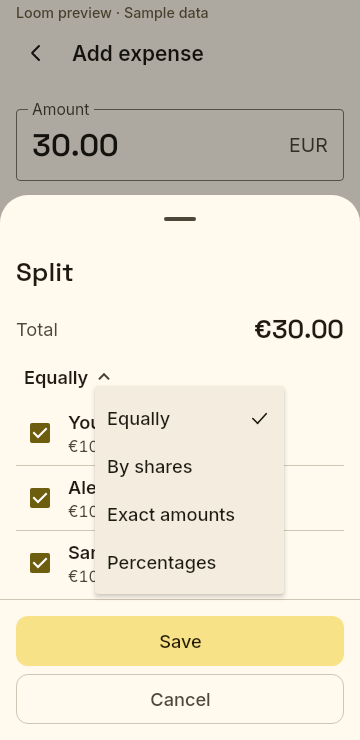 Loom preview · Sample data
Add expense
Amount
30.00
EUR
Split
Total
€30.00
Equally
Equally
By shares
Exact amounts
Percentages
Save
Cancel